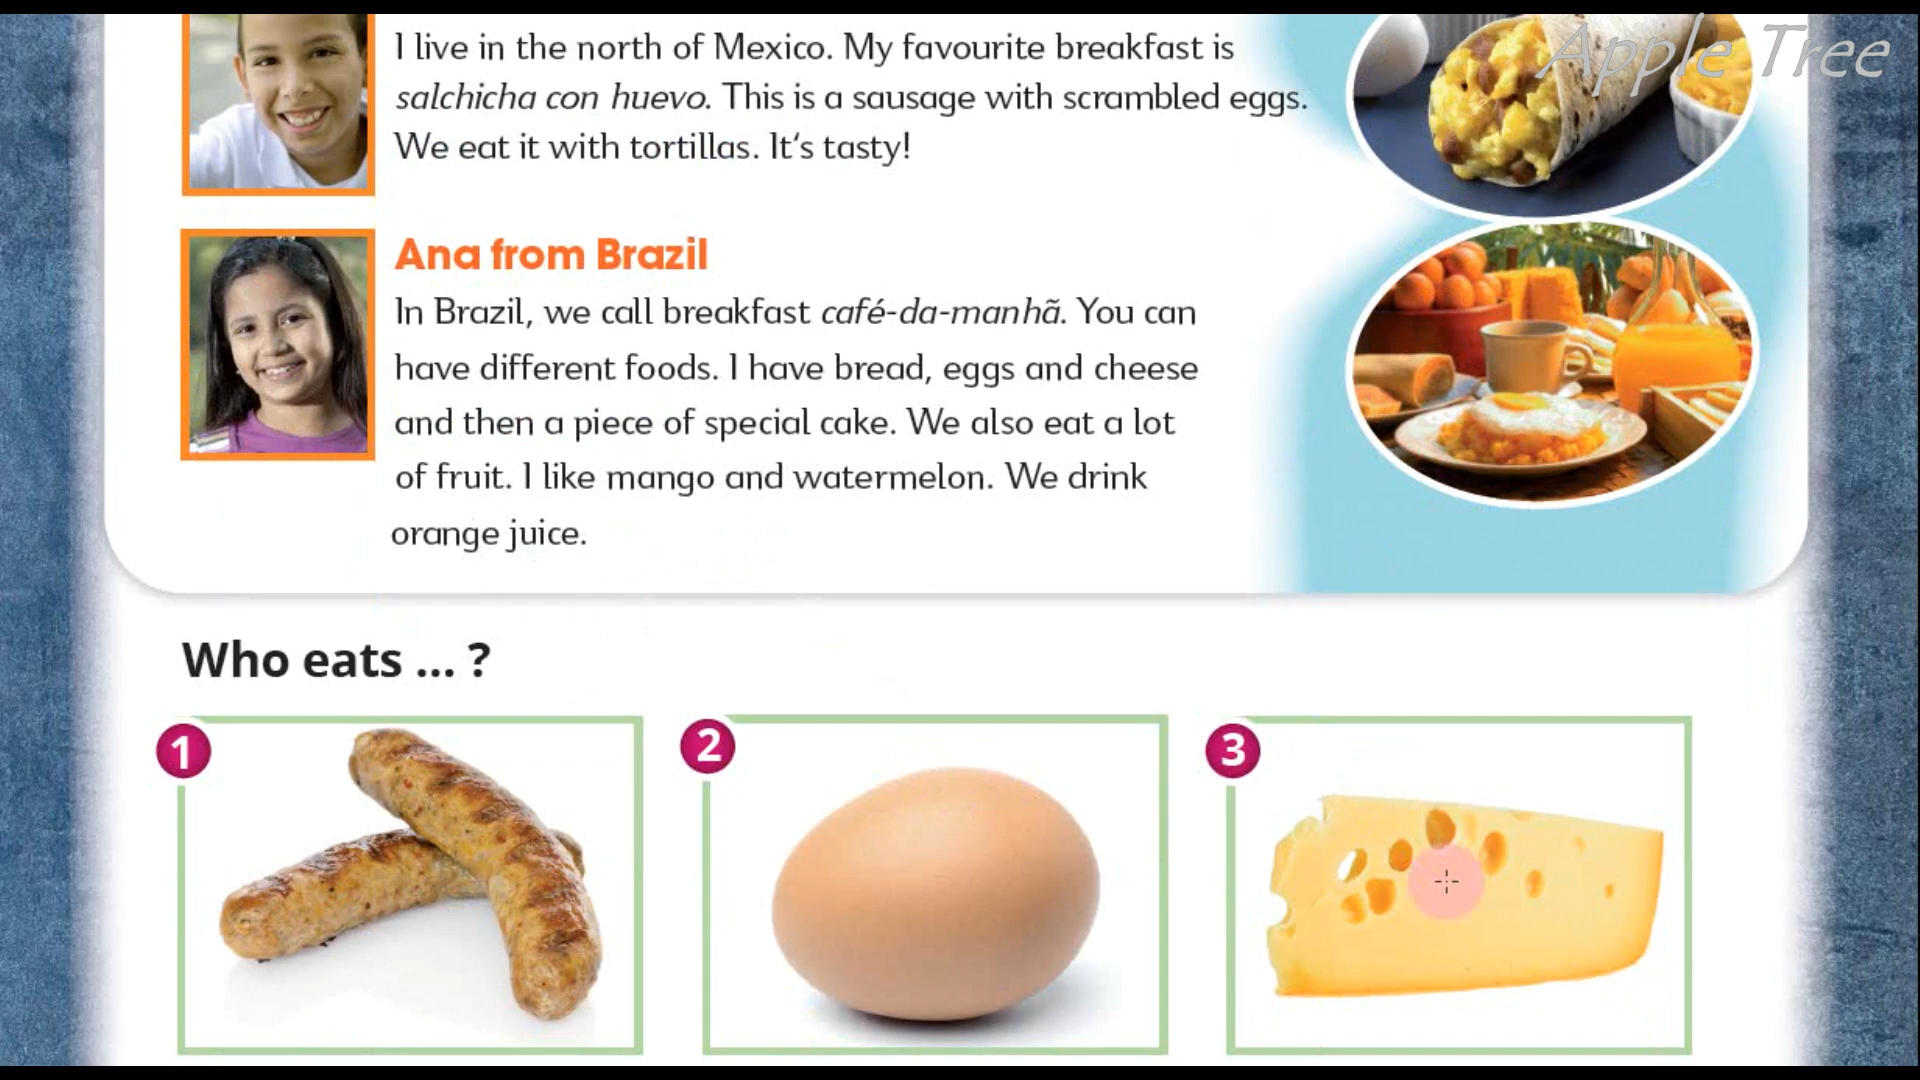 Apple Tree
I live in the north of Mexico. My favourite breakfast is
salchicha con huevo. This is a sausage with scrambled eggs.
We eat it with tortillas. It's tasty!
Ana from Brazil
In Brazil, we call breakfast café-da-manhã. You can
have different foods. I have bread, eggs and cheese
and then a piece of special cake. We also eat a lot
of fruit. I like mango and watermelon. We drink
orange juice.
Who eats ... ?
1
2
3